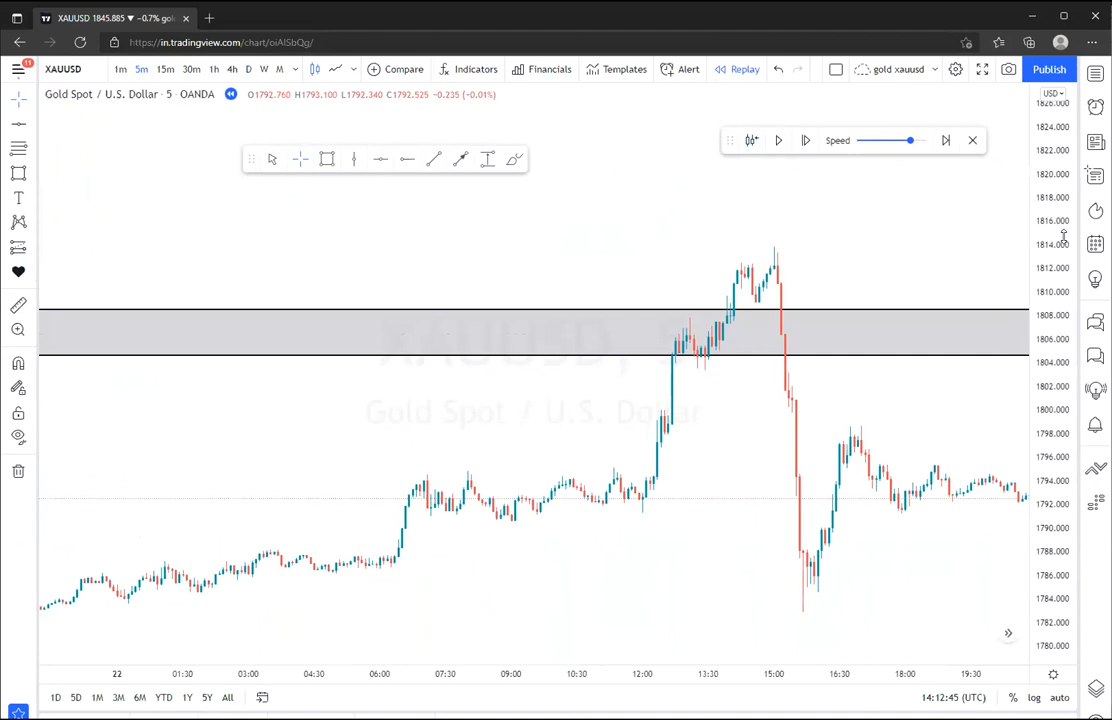 XAUUSD 1845.885 ▼ −0.7% gol
https://in.tradingview.com/chart/oiAlSbQg/
11
XAUUSD 1m 5m 15m 30m 1h 4h D W M Compare Indicators Financials Templates Alert Replay gold xauusd Publish
Gold Spot / U.S. Dollar · 5 · OANDA O1792.760 H1793.100 L1792.340 C1792.525 −0.235 (−0.01%)
USD
Speed
1826.000
1824.000
1822.000
1820.000
1818.000
1816.000
1814.000
1812.000
1810.000
1808.000
1806.000
1804.000
1802.000
1800.000
1798.000
1796.000
1794.000
1792.000
1790.000
1788.000
1786.000
1784.000
1782.000
1780.000
XAUUSD, 5
Gold Spot / U.S. Dollar
22 01:30 03:00 04:30 06:00 07:30 09:00 10:30 12:00 13:30 15:00 16:30 18:00 19:30
1D 5D 1M 3M 6M YTD 1Y 5Y All 14:12:45 (UTC) % log auto